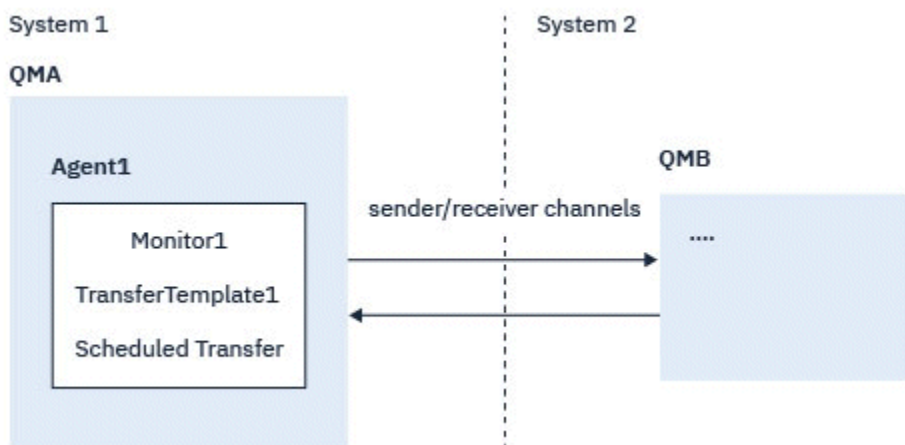 System 1
System 2
QMA
Agent1
QMB
sender/receiver channels
Monitor1
....
TransferTemplate1
Scheduled Transfer